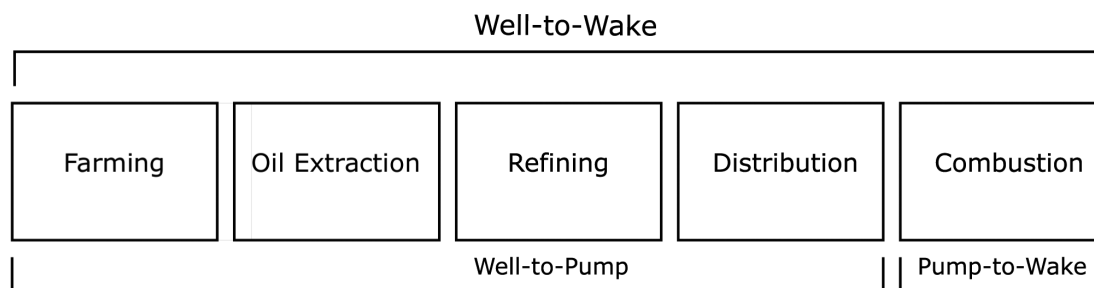 Well-to-Wake
Farming
Oil Extraction
Refining
Distribution
Combustion
Well-to-Pump
Pump-to-Wake